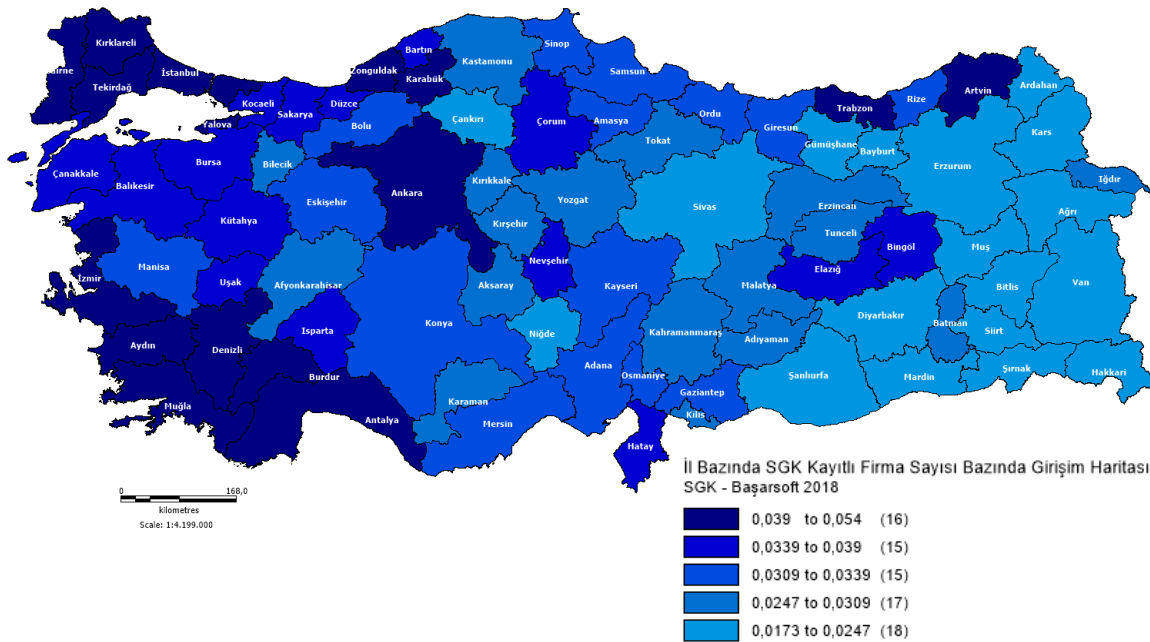 Kırklareli
Tekirdağ
İstanbul
Yalova
Kocaeli
Sakarya
Düzce
Bolu
Zonguldak
Bartın
Karabük
Kastamonu
Sinop
Çankırı
Çorum
Samsun
Amasya
Tokat
Ordu
Giresun
Gümüşhane
Trabzon
Bayburt
Rize
Artvin
Ardahan
Kars
Erzurum
Iğdır
Ağrı
Çanakkale
Balıkesir
Bursa
Bilecik
Kütahya
Eskişehir
Ankara
Kırıkkale
Kırşehir
Yozgat
Sivas
Erzincan
Tunceli
Bingöl
Elazığ
Muş
Bitlis
Van
İzmir
Manisa
Uşak
Afyonkarahisar
Aksaray
Nevşehir
Kayseri
Malatya
Diyarbakır
Batman
Siirt
Aydın
Denizli
Isparta
Burdur
Konya
Niğde
Kahramanmaraş
Adıyaman
Şanlıurfa
Mardin
Şırnak
Hakkari
Muğla
Antalya
Karaman
Mersin
Adana
Osmaniye
Gaziantep
Kilis
Hatay
0 168,0
kilometres
Scale: 1:4.199.000
İl Bazında SGK Kayıtlı Firma Sayısı Bazında Girişim Haritası
SGK - Başarsoft 2018
0,039 to 0,054 (16)
0,0339 to 0,039 (15)
0,0309 to 0,0339 (15)
0,0247 to 0,0309 (17)
0,0173 to 0,0247 (18)